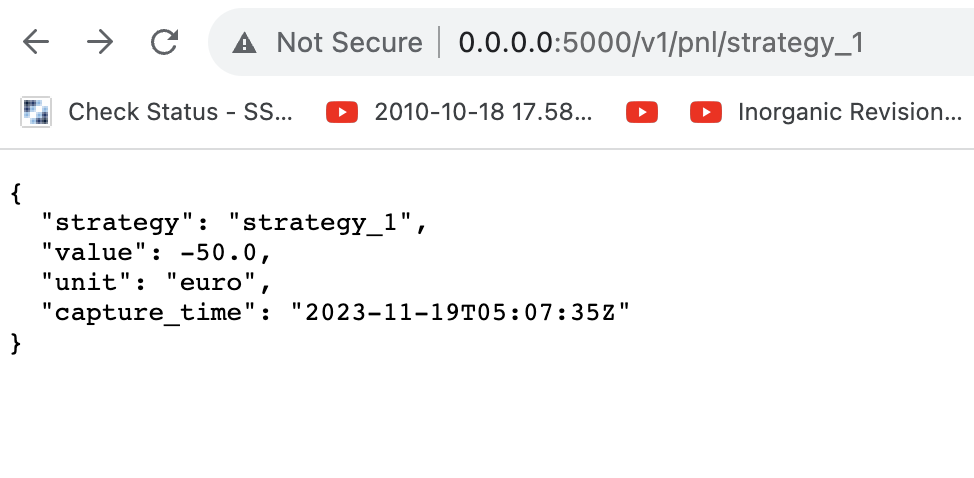 Not Secure | 0.0.0.0:5000/v1/pnl/strategy_1
Check Status - SS... 2010-10-18 17.58... Inorganic Revision...
{
  "strategy": "strategy_1",
  "value": -50.0,
  "unit": "euro",
  "capture_time": "2023-11-19T05:07:35Z"
}